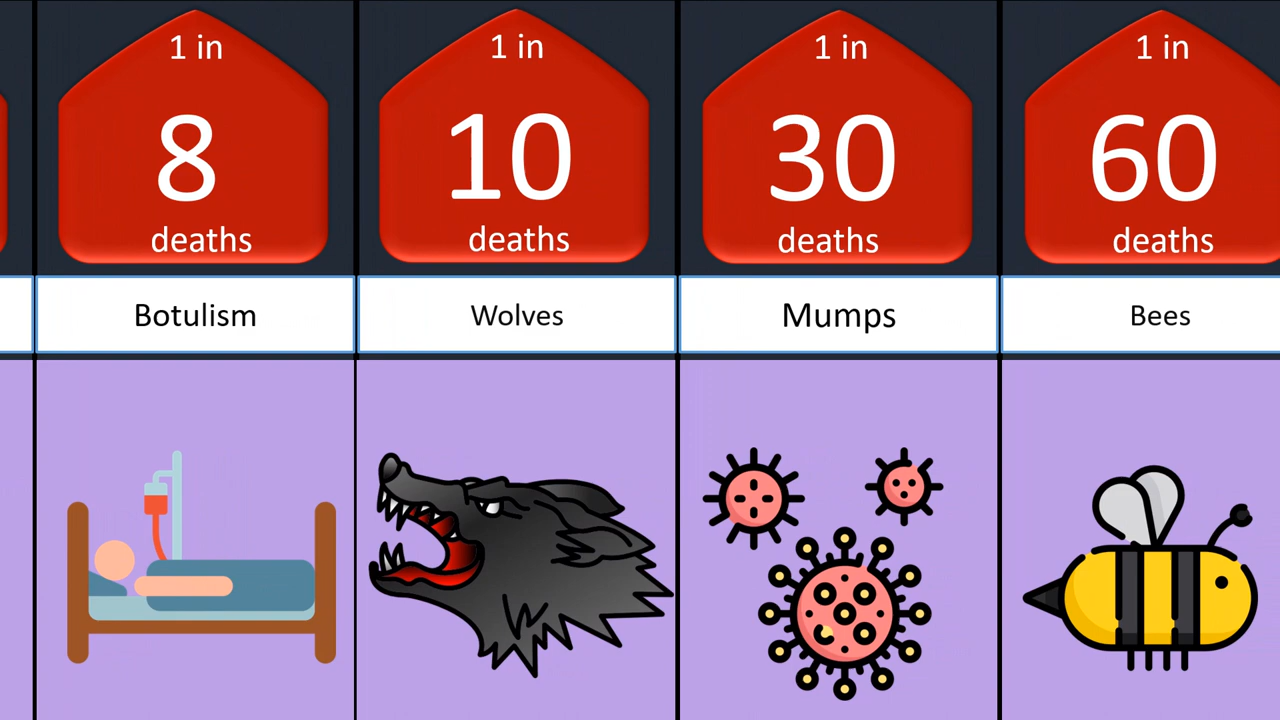 1 in
8
deaths
Botulism
1 in
10
deaths
Wolves
1 in
30
deaths
Mumps
1 in
60
deaths
Bees